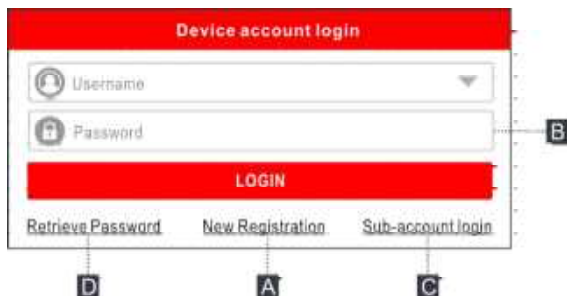 Device account login
Username
Password
B
LOGIN
Retrieve Password New Registration Sub-account login
D A C